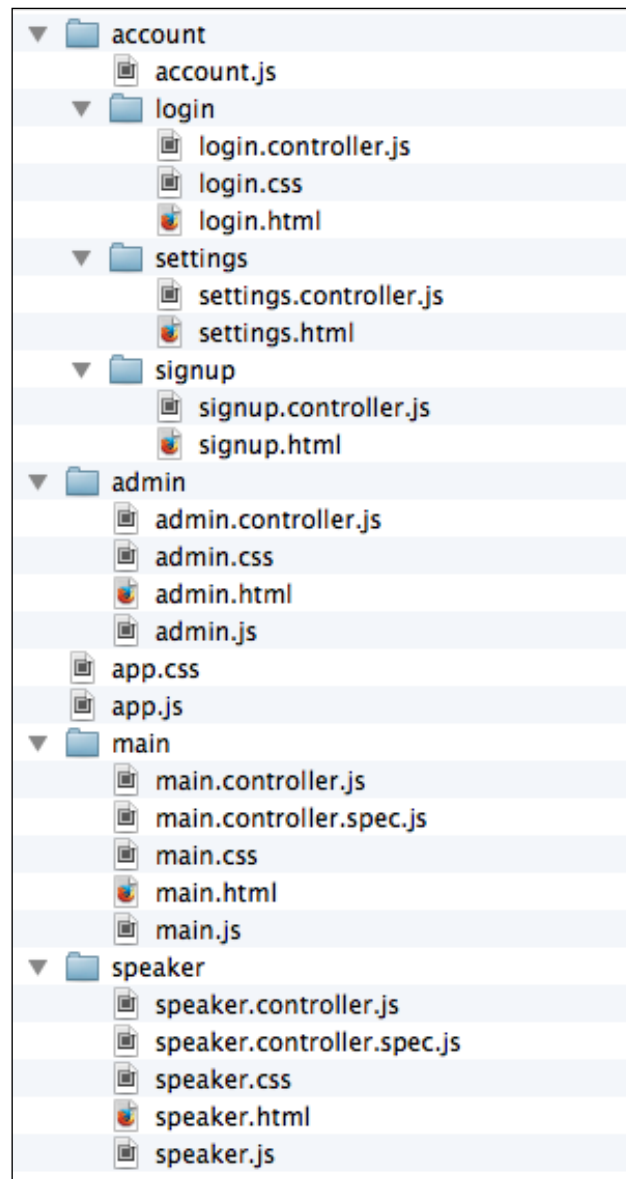 account
account.js
login
login.controller.js
login.css
login.html
settings
settings.controller.js
settings.html
signup
signup.controller.js
signup.html
admin
admin.controller.js
admin.css
admin.html
admin.js
app.css
app.js
main
main.controller.js
main.controller.spec.js
main.css
main.html
main.js
speaker
speaker.controller.js
speaker.controller.spec.js
speaker.css
speaker.html
speaker.js